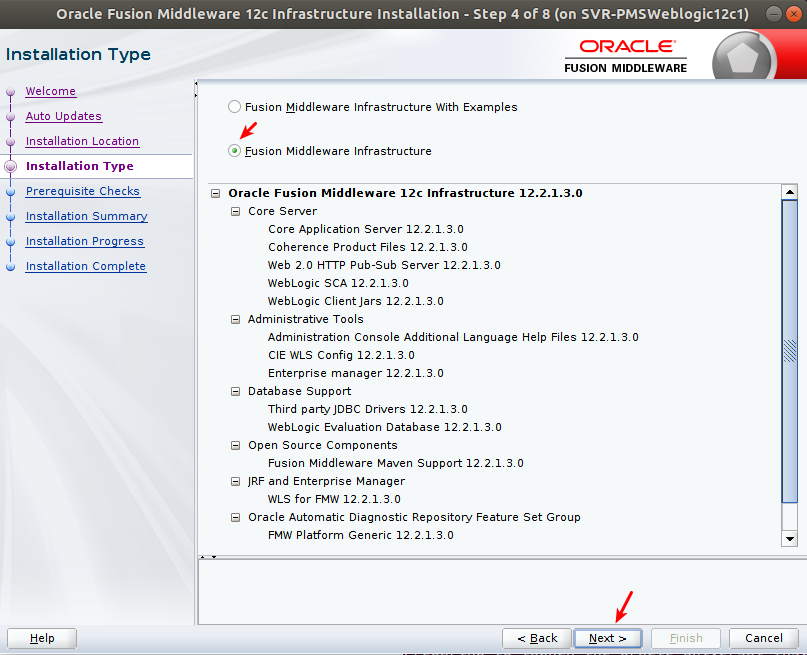 Oracle Fusion Middleware 12c Infrastructure Installation - Step 4 of 8 (on SVR-PMSWeblogic12c1)
Installation Type
ORACLE
FUSION MIDDLEWARE
Welcome
Auto Updates
Installation Location
Installation Type
Prerequisite Checks
Installation Summary
Installation Progress
Installation Complete
Fusion Middleware Infrastructure With Examples
Fusion Middleware Infrastructure
Oracle Fusion Middleware 12c Infrastructure 12.2.1.3.0
Core Server
Core Application Server 12.2.1.3.0
Coherence Product Files 12.2.1.3.0
Web 2.0 HTTP Pub-Sub Server 12.2.1.3.0
WebLogic SCA 12.2.1.3.0
WebLogic Client Jars 12.2.1.3.0
Administrative Tools
Administration Console Additional Language Help Files 12.2.1.3.0
CIE WLS Config 12.2.1.3.0
Enterprise manager 12.2.1.3.0
Database Support
Third party JDBC Drivers 12.2.1.3.0
WebLogic Evaluation Database 12.2.1.3.0
Open Source Components
Fusion Middleware Maven Support 12.2.1.3.0
JRF and Enterprise Manager
WLS for FMW 12.2.1.3.0
Oracle Automatic Diagnostic Repository Feature Set Group
FMW Platform Generic 12.2.1.3.0
Help
< Back
Next >
Finish
Cancel